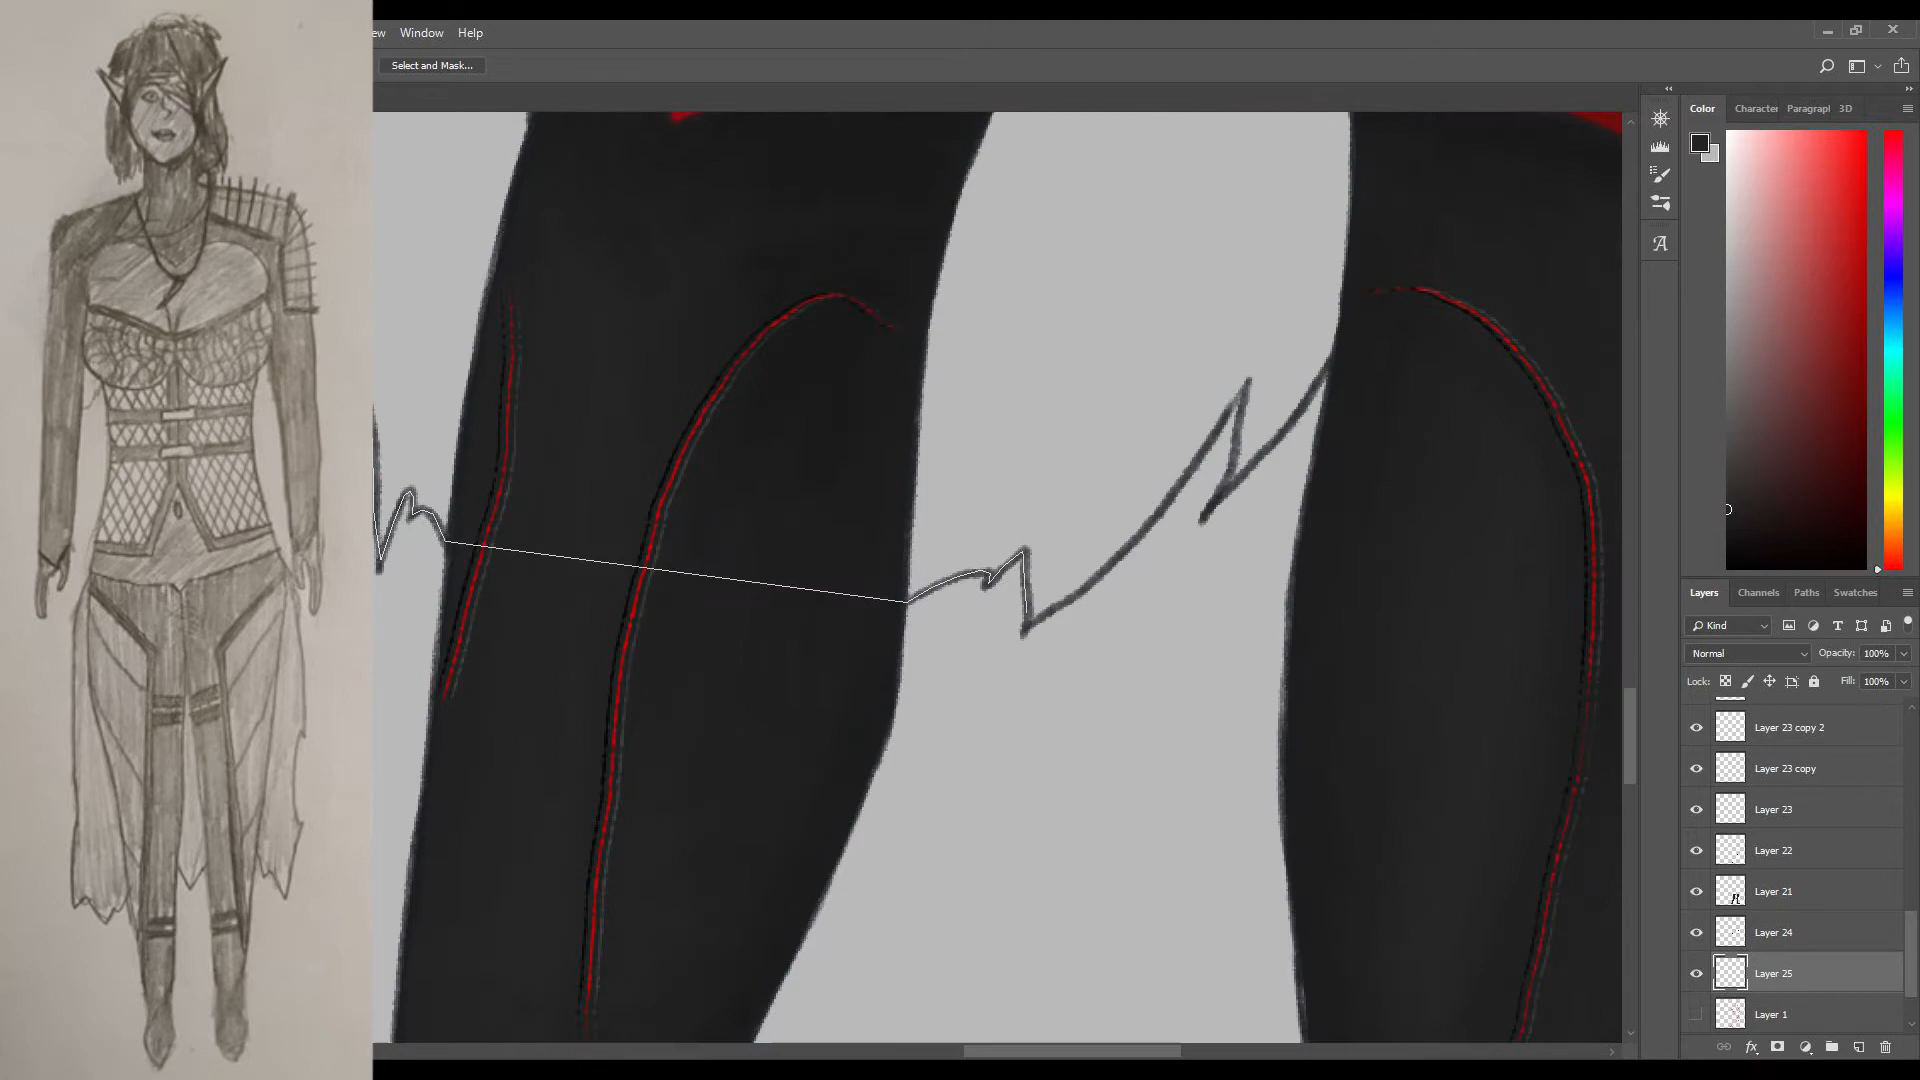 ew Window Help
Select and Mask...
Color Character Paragraph 3D
Layers Channels Paths Swatches
Kind
Normal Opacity: 100%
Lock: Fill: 100%
Layer 23 copy 2
Layer 23 copy
Layer 23
Layer 22
Layer 21
Layer 24
Layer 25
Layer 1
fx